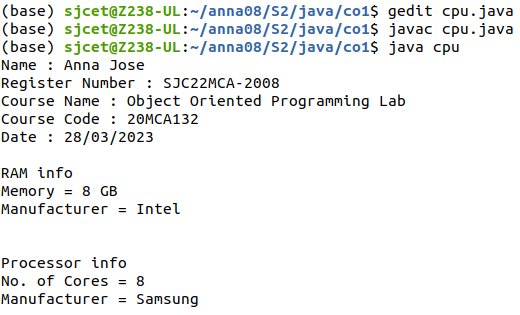 (base) sjcet@Z238-UL:~/anna08/S2/java/co1$ gedit cpu.java
(base) sjcet@Z238-UL:~/anna08/S2/java/co1$ javac cpu.java
(base) sjcet@Z238-UL:~/anna08/S2/java/co1$ java cpu
Name : Anna Jose
Register Number : SJC22MCA-2008
Course Name : Object Oriented Programming Lab
Course Code : 20MCA132
Date : 28/03/2023
RAM info
Memory = 8 GB
Manufacturer = Intel
Processor info
No. of Cores = 8
Manufacturer = Samsung